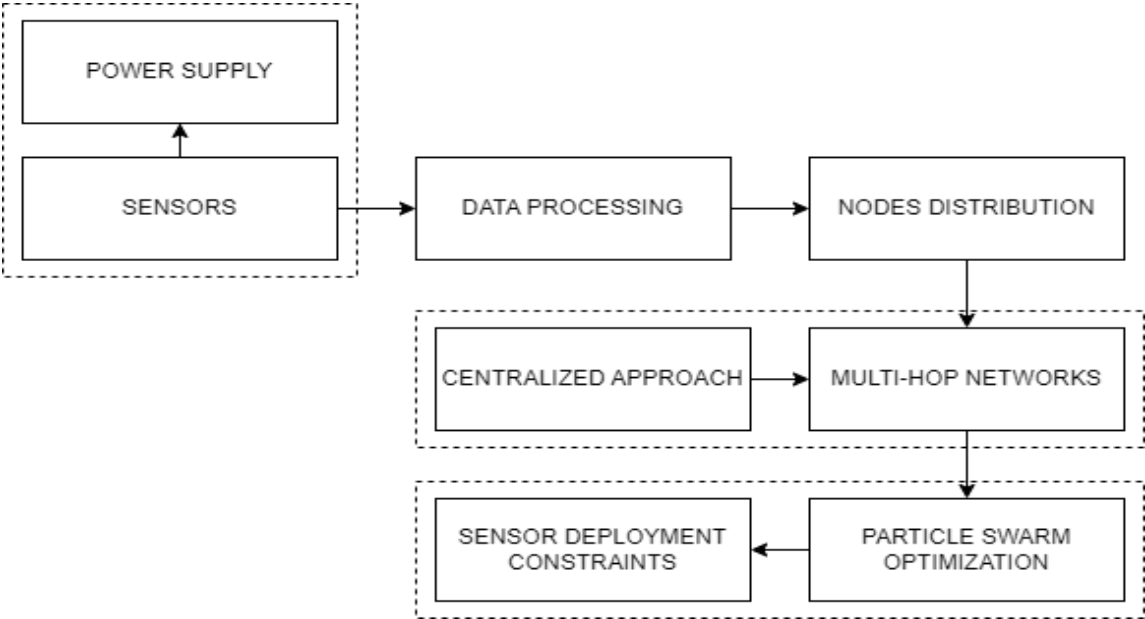 POWER SUPPLY
SENSORS
DATA PROCESSING
NODES DISTRIBUTION
CENTRALIZED APPROACH
MULTI-HOP NETWORKS
SENSOR DEPLOYMENT
CONSTRAINTS
PARTICLE SWARM
OPTIMIZATION